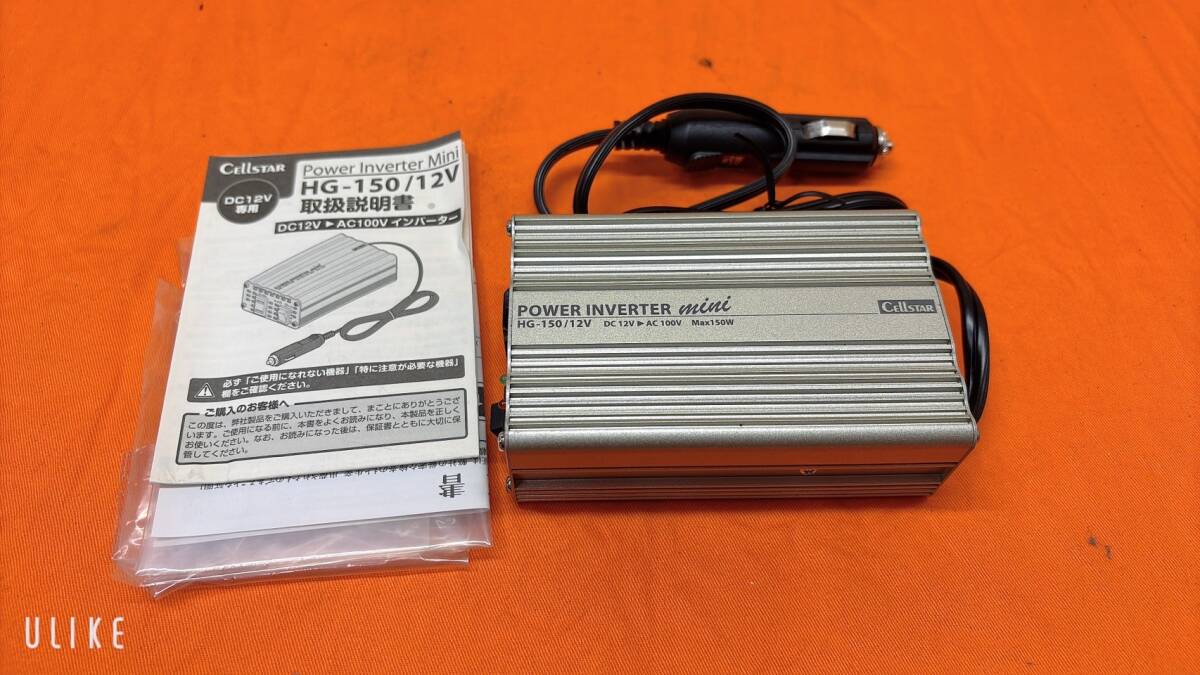 CELLSTAR
Power Inverter Mini
HG-150/12V
DC12V
専用
取扱説明書
DC12V ▶ AC100V インバーター
必ず「ご使用になれない機器」「特に注意が必要な機器」
欄をご確認ください。
ご購入のお客様へ
この度は、弊社製品をご購入いただきまして、まことにありがとうござ
います。ご使用になる前に、本書をよくお読みになり、本製品を正しく
お使いください。なお、お読みになった後は、保証書とともに大切に保
管してください。
書
POWER INVERTER mini
HG-150/12V DC 12V ▶ AC 100V Max150W
CELLSTAR
ULIKE